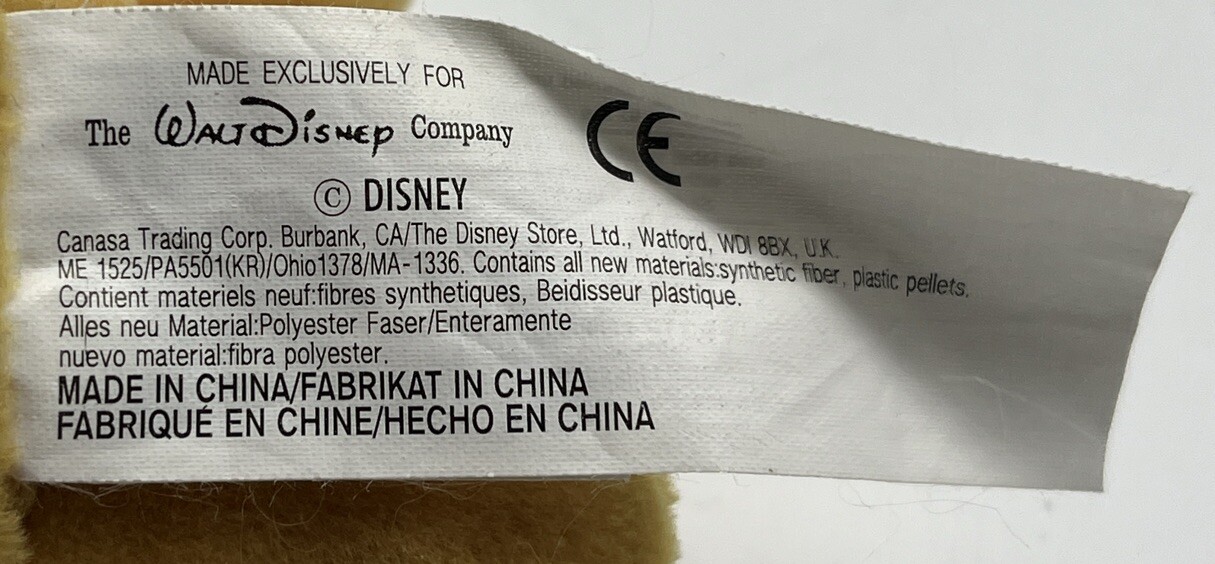 MADE EXCLUSIVELY FOR
The Walt Disney Company CE
© DISNEY
Canasa Trading Corp. Burbank, CA/The Disney Store, Ltd., Watford, WDI 8BX, U.K.
ME 1525/PA5501(KR)/Ohio1378/MA-1336. Contains all new materials:synthetic fiber, plastic pellets.
Contient materiels neuf:fibres synthetiques, Beidisseur plastique.
Alles neu Material:Polyester Faser/Enteramente
nuevo material:fibra polyester.
MADE IN CHINA/FABRIKAT IN CHINA
FABRIQUÉ EN CHINE/HECHO EN CHINA